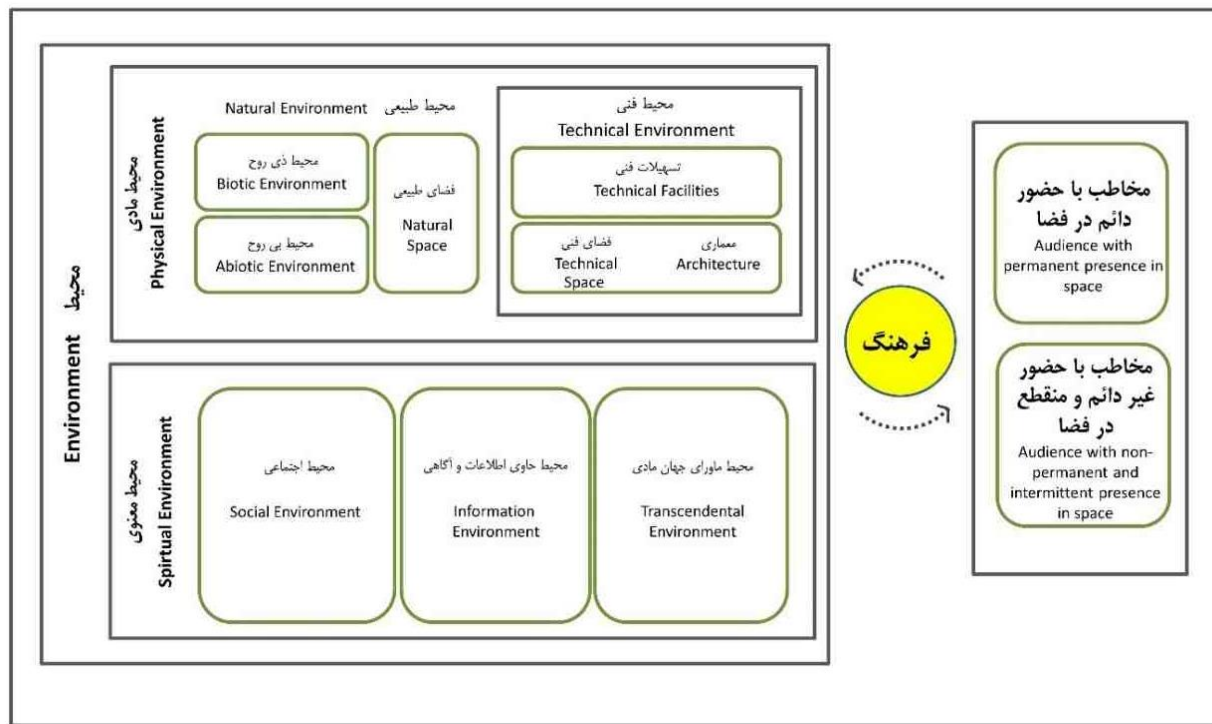 محیط Environment
محیط مادی
Physical Environment
Natural Environment محیط طبیعی
محیط ذی روح
Biotic Environment
محیط بی روح
Abiotic Environment
فضای طبیعی
Natural
Space
محیط فنی
Technical Environment
تسهیلات فنی
Technical Facilities
فضای فنی
Technical
Space
معماری
Architecture
محیط معنوی
Spirtual Environment
محیط اجتماعی
Social Environment
محیط حاوی اطلاعات و آگاهی
Information
Environment
محیط ماورای جهان مادی
Transcendental
Environment
فرهنگ
مخاطب با حضور
دائم در فضا
Audience with
permanent presence in
space
مخاطب با حضور
غیر دائم و منقطع
در فضا
Audience with non-
permanent and
intermittent presence
in space